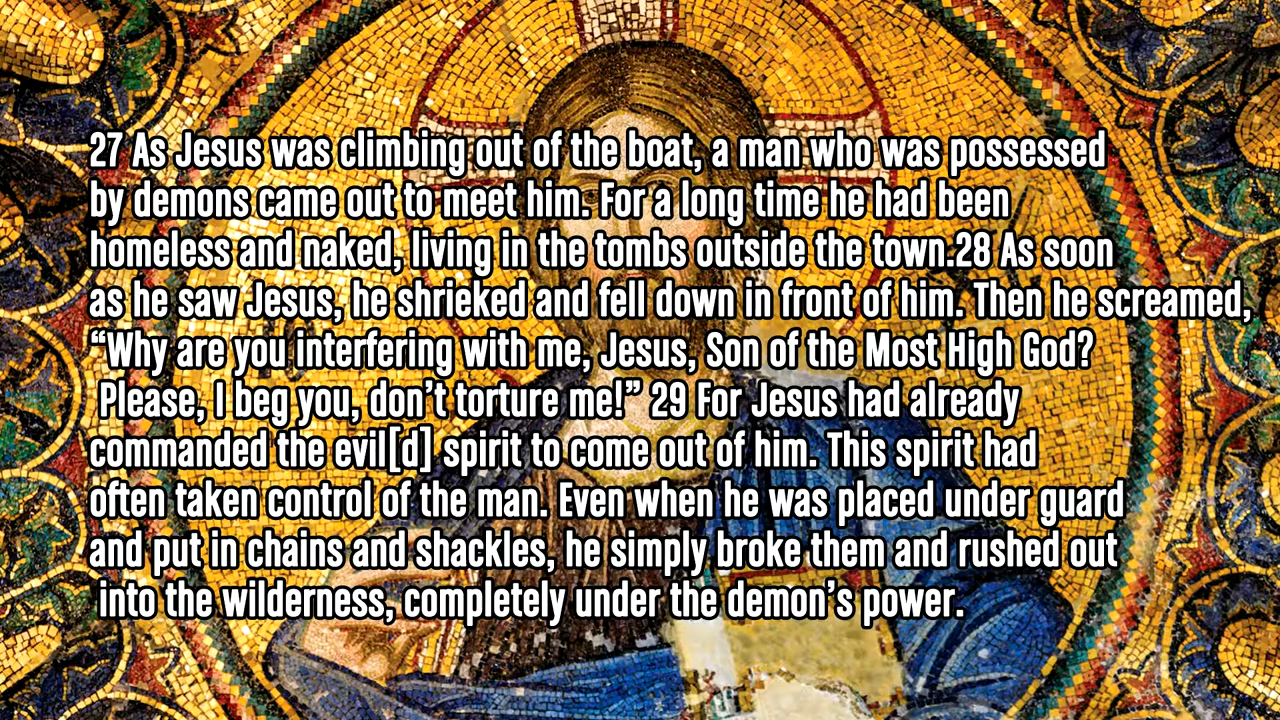 27 As Jesus was climbing out of the boat, a man who was possessed
by demons came out to meet him. For a long time he had been
homeless and naked, living in the tombs outside the town.28 As soon
as he saw Jesus, he shrieked and fell down in front of him. Then he screamed,
“Why are you interfering with me, Jesus, Son of the Most High God?
Please, I beg you, don’t torture me!” 29 For Jesus had already
commanded the evil[d] spirit to come out of him. This spirit had
often taken control of the man. Even when he was placed under guard
and put in chains and shackles, he simply broke them and rushed out
into the wilderness, completely under the demon’s power.